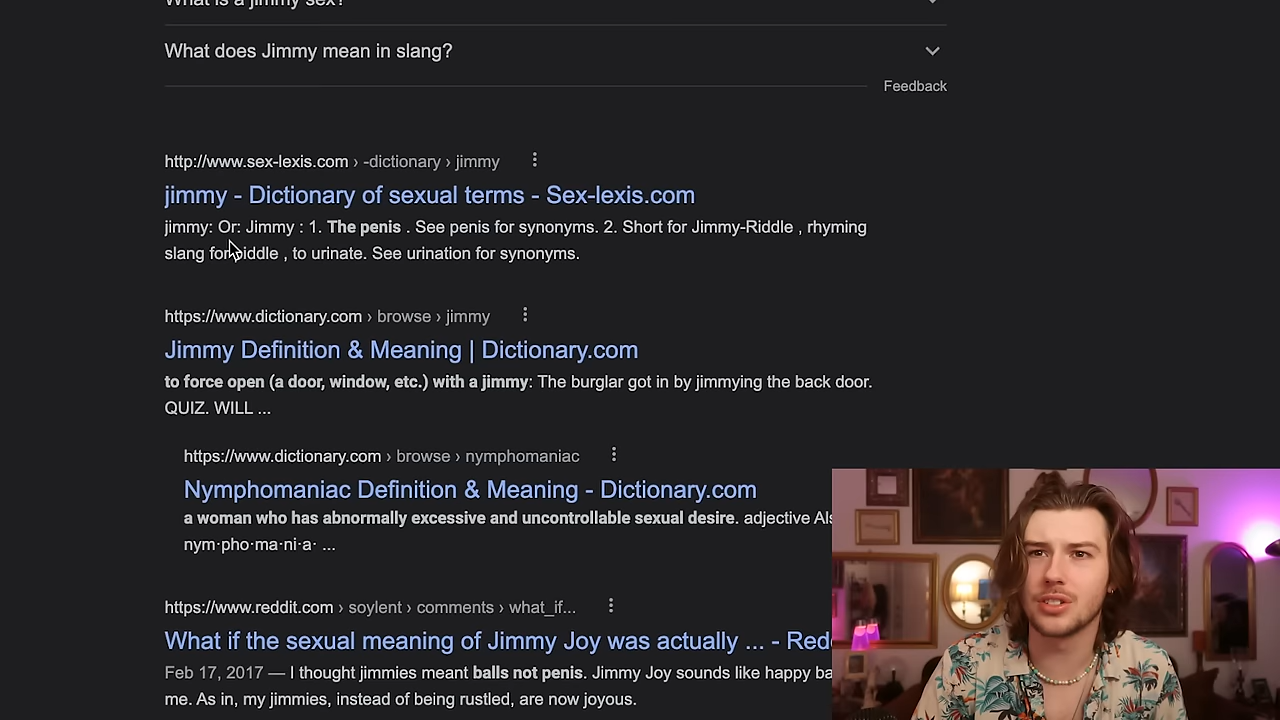 What is a jimmy sex?
What does Jimmy mean in slang?
Feedback
http://www.sex-lexis.com › -dictionary › jimmy
jimmy - Dictionary of sexual terms - Sex-lexis.com
jimmy: Or: Jimmy : 1. The penis . See penis for synonyms. 2. Short for Jimmy-Riddle , rhyming
slang for piddle , to urinate. See urination for synonyms.
https://www.dictionary.com › browse › jimmy
Jimmy Definition & Meaning | Dictionary.com
to force open (a door, window, etc.) with a jimmy: The burglar got in by jimmying the back door.
QUIZ. WILL ...
https://www.dictionary.com › browse › nymphomaniac
Nymphomaniac Definition & Meaning - Dictionary.com
a woman who has abnormally excessive and uncontrollable sexual desire. adjective
nym·pho·ma·ni·a· ...
https://www.reddit.com › soylent › comments › what_if...
What if the sexual meaning of Jimmy Joy was actually ... -
Feb 17, 2017 — I thought jimmies meant balls not penis. Jimmy Joy sounds like happy
me. As in, my jimmies, instead of being rustled, are now joyous.